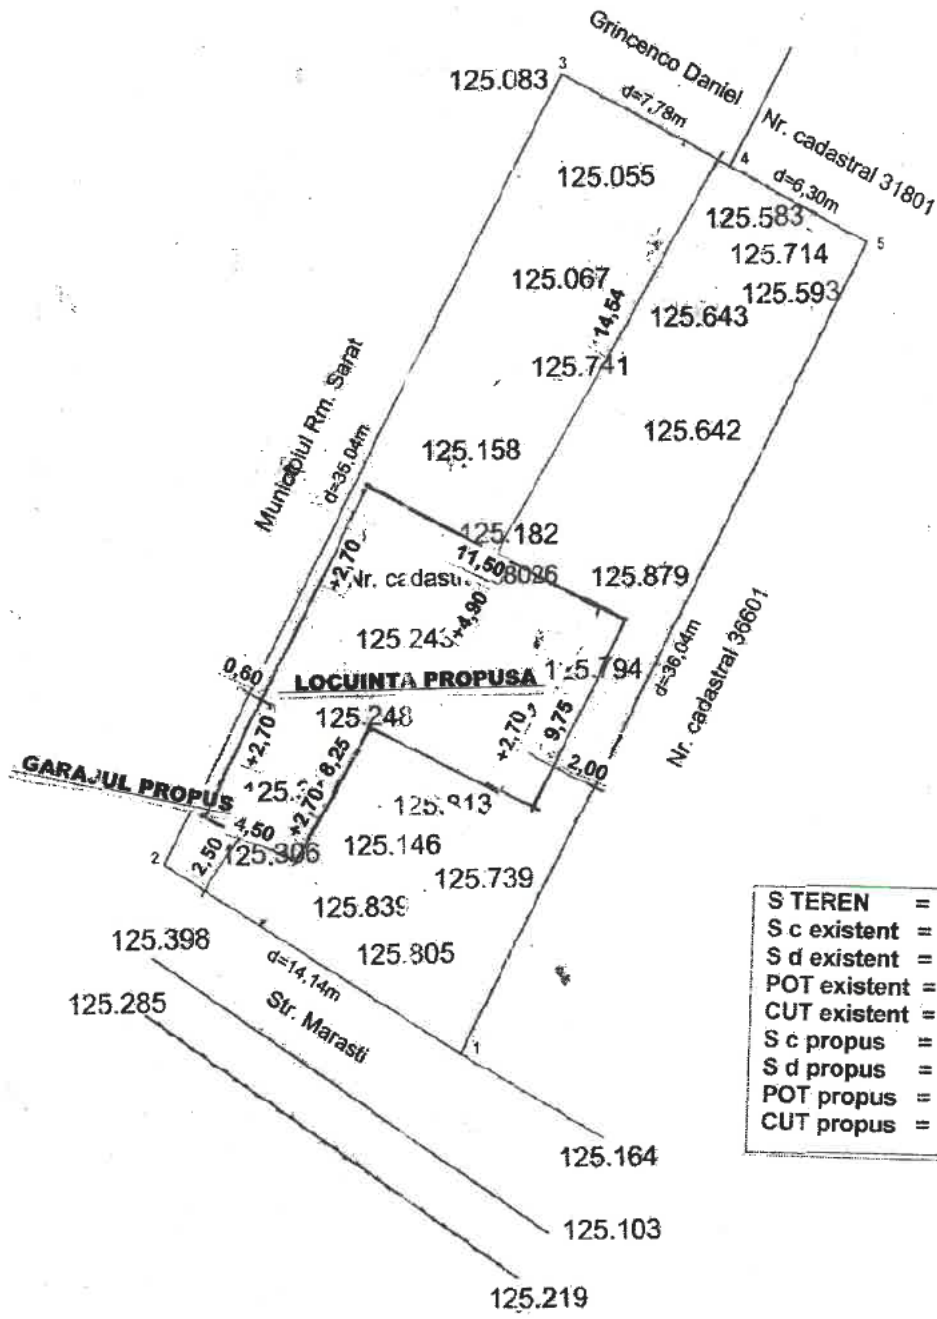 Grincenco Daniel
Nr. cadastral 31801
3
125.083
d=7,78m
4
d=6,30m
5
125.055
125.583
125.714
125.593
125.067
125.643
14,54
125.741
125.642
Municipiul Rm. Sarat
d=35.04m
125.158
125.182
11,50
+2,70
Nr.
125.879
+4,90
125.243
125.794
d=36,04m
Nr. cadastral 36601
0,60
LOCUINTA PROPUSA
125.248
+2,70
9,75
+2,70
2,00
8,25
+2,70
GARAJUL PROPUS
125.813
4,50
125.306
125.146
2,50
2
125.739
125.839
125.805
125.398
d=14,14m
125.285
Str. Marasti
1
125.164
125.103
125.219
S TEREN =
S c existent =
S d existent =
POT existent =
CUT existent =
S c propus =
S d propus =
POT propus =
CUT propus =